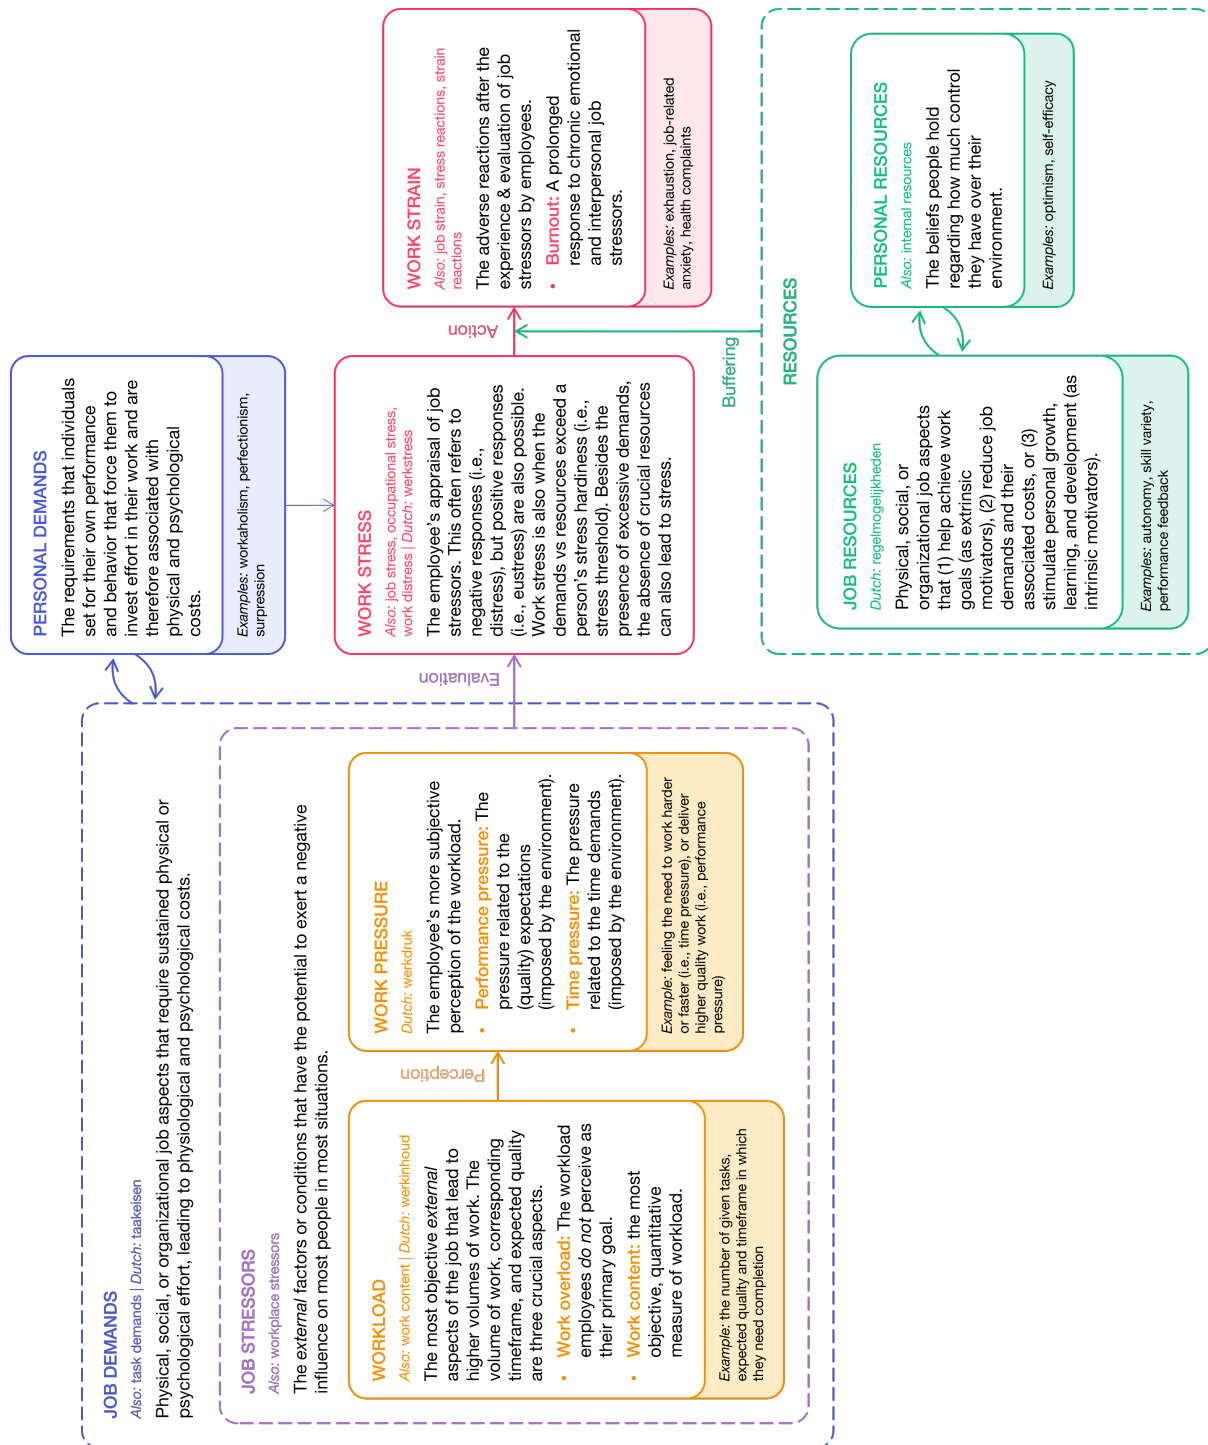 JOB DEMANDS
Also: task demands | Dutch: taakeisen
Physical, social, or organizational job aspects that require sustained physical or
psychological effort, leading to physiological and psychological costs.
JOB STRESSORS
Also: workplace stressors
The external factors or conditions that have the potential to exert a negative
influence on most people in most situations.
WORKLOAD
Also: work content | Dutch: werkinhoud
The most objective external
aspects of the job that lead to
higher volumes of work. The
volume of work, corresponding
timeframe, and expected quality
are three crucial aspects.
• Work overload: The workload
employees do not perceive as
their primary goal.
• Work content: the most
objective, quantitative
measure of workload.
Example: the number of given tasks,
expected quality and timeframe in which
they need completion
Perception
WORK PRESSURE
Dutch: werkdruk
The employee's more subjective
perception of the workload.
• Performance pressure: The
pressure related to the
(quality) expectations
(imposed by the environment).
• Time pressure: The pressure
related to the time demands
(imposed by the environment).
Example: feeling the need to work harder
or faster (i.e., time pressure), or deliver
higher quality work (i.e., performance
pressure)
PERSONAL DEMANDS
The requirements that individuals
set for their own performance
and behavior that force them to
invest effort in their work and are
therefore associated with
physical and psychological
costs.
Examples: workaholism, perfectionism,
surpression
Evaluation
WORK STRESS
Also: job stress, occupational stress,
work distress | Dutch: werkstress
The employee's appraisal of job
stressors. This often refers to
negative responses (i.e.,
distress), but positive responses
(i.e., eustress) are also possible.
Work stress is also when the
demands vs resources exceed a
person's stress hardiness (i.e.,
stress threshold). Besides the
presence of excessive demands,
the absence of crucial resources
can also lead to stress.
Action
WORK STRAIN
Also: job strain, stress reactions, strain
reactions
The adverse reactions after the
experience & evaluation of job
stressors by employees.
• Burnout: A prolonged
response to chronic emotional
and interpersonal job
stressors.
Examples: exhaustion, job-related
anxiety, health complaints
Buffering
RESOURCES
JOB RESOURCES
Dutch: regelmogelijkheden
Physical, social, or
organizational job aspects
that (1) help achieve work
goals (as extrinsic
motivators), (2) reduce job
demands and their
associated costs, or (3)
stimulate personal growth,
learning, and development (as
intrinsic motivators).
Examples: autonomy, skill variety,
performance feedback
PERSONAL RESOURCES
Also: internal resources
The beliefs people hold
regarding how much control
they have over their
environment.
Examples: optimism, self-efficacy